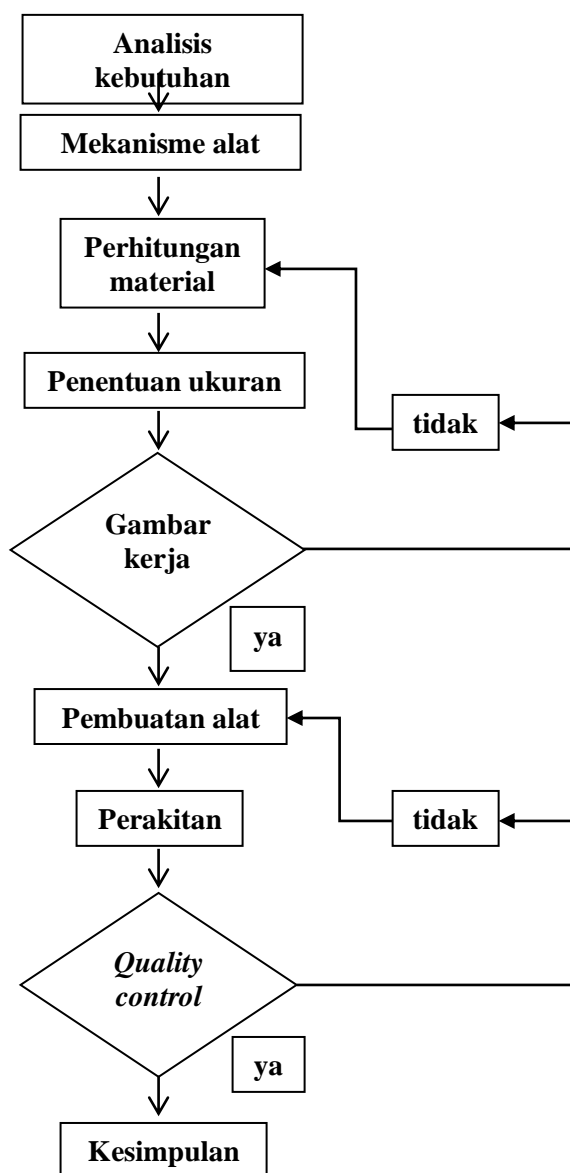 Analisis
kebutuhan
Mekanisme alat
Perhitungan
material
Penentuan ukuran
tidak
Gambar
kerja
ya
Pembuatan alat
Perakitan
tidak
Quality
control
ya
Kesimpulan